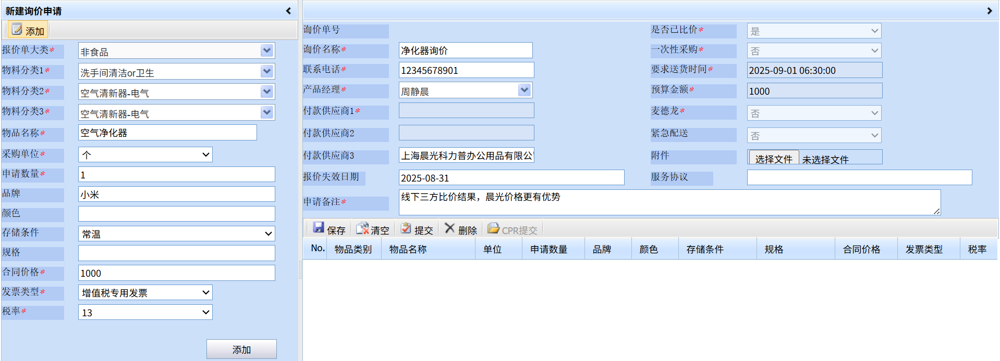 新建询价申请
添加
报价单大类* 非食品
物料分类1* 洗手间清洁or卫生
物料分类2* 空气清新器-电气
物料分类3* 空气清新器-电气
物品名称* 空气净化器
采购单位* 个
申请数量* 1
品牌 小米
颜色
存储条件 常温
规格
合同价格* 1000
发票类型* 增值税专用发票
税率* 13
添加
询价单号 是否已比价* 是
询价名称* 净化器询价 一次性采购* 否
联系电话* 12345678901 要求送货时间* 2025-09-01 06:30:00
产品经理* 周静晨 预算金额* 1000
付款供应商1* 麦德龙* 否
付款供应商2 紧急配送 否
付款供应商3 上海晨光科力普办公用品有限公 附件 选择文件 未选择文件
报价失效日期 2025-08-31 服务协议
申请备注* 线下三方比价结果，晨光价格更有优势
保存 清空 提交 删除 CPR提交
No. 物品类别 物品名称 单位 申请数量 品牌 颜色 存储条件 规格 合同价格 发票类型 税率